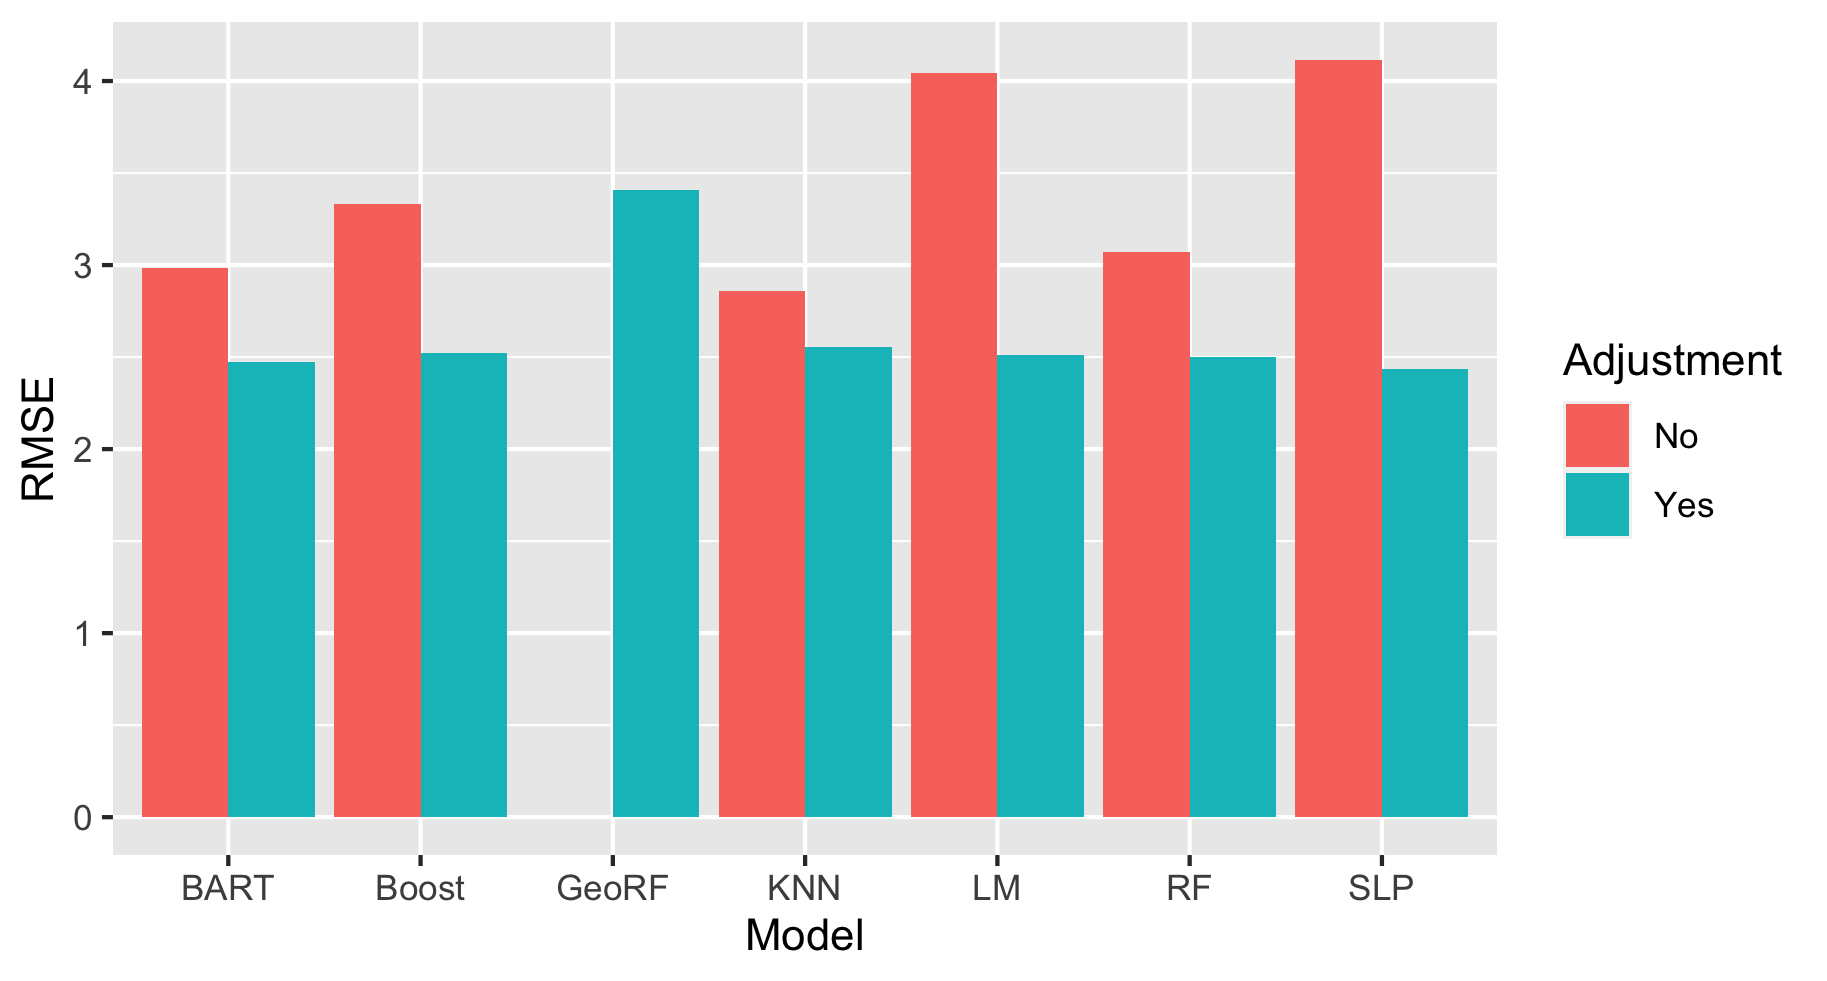 RMSE
4
3
2
1
0
BART Boost GeoRF KNN LM RF SLP
Model
Adjustment
No
Yes